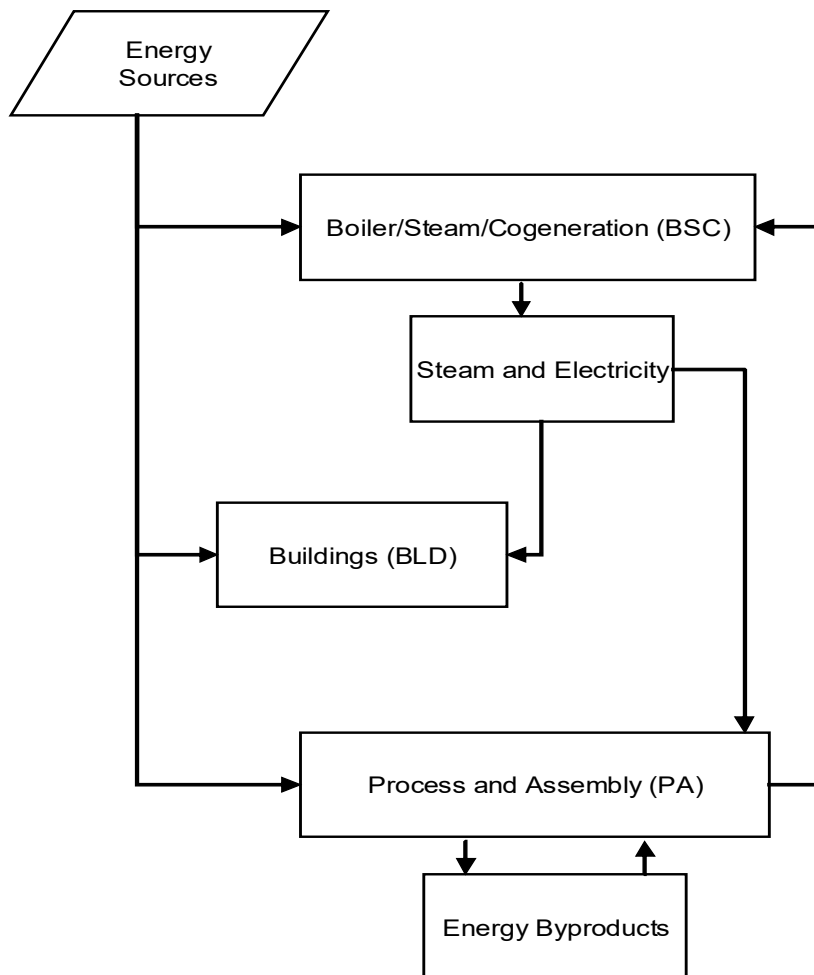 Energy
Sources
Boiler/Steam/Cogeneration (BSC)
Steam and Electricity
Buildings (BLD)
Process and Assembly (PA)
Energy Byproducts